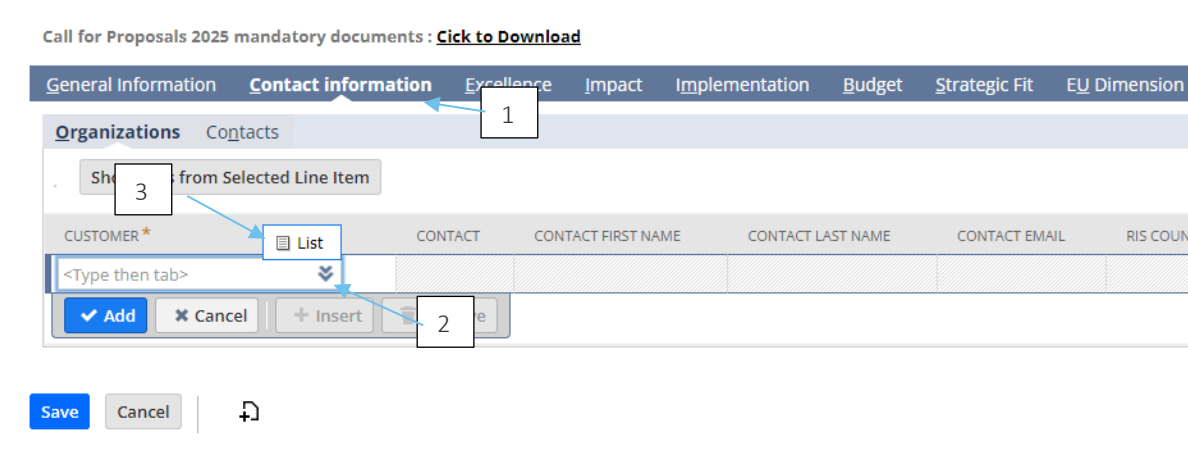 Call for Proposals 2025 mandatory documents : Cick to Download
General Information Contact information Excellence Impact Implementation Budget Strategic Fit EU Dimension
1
Organizations Contacts
from Selected Line Item
3
CUSTOMER * List CONTACT CONTACT FIRST NAME CONTACT LAST NAME CONTACT EMAIL RIS COUN
<Type then tab>
Add Cancel Insert
2
Save Cancel